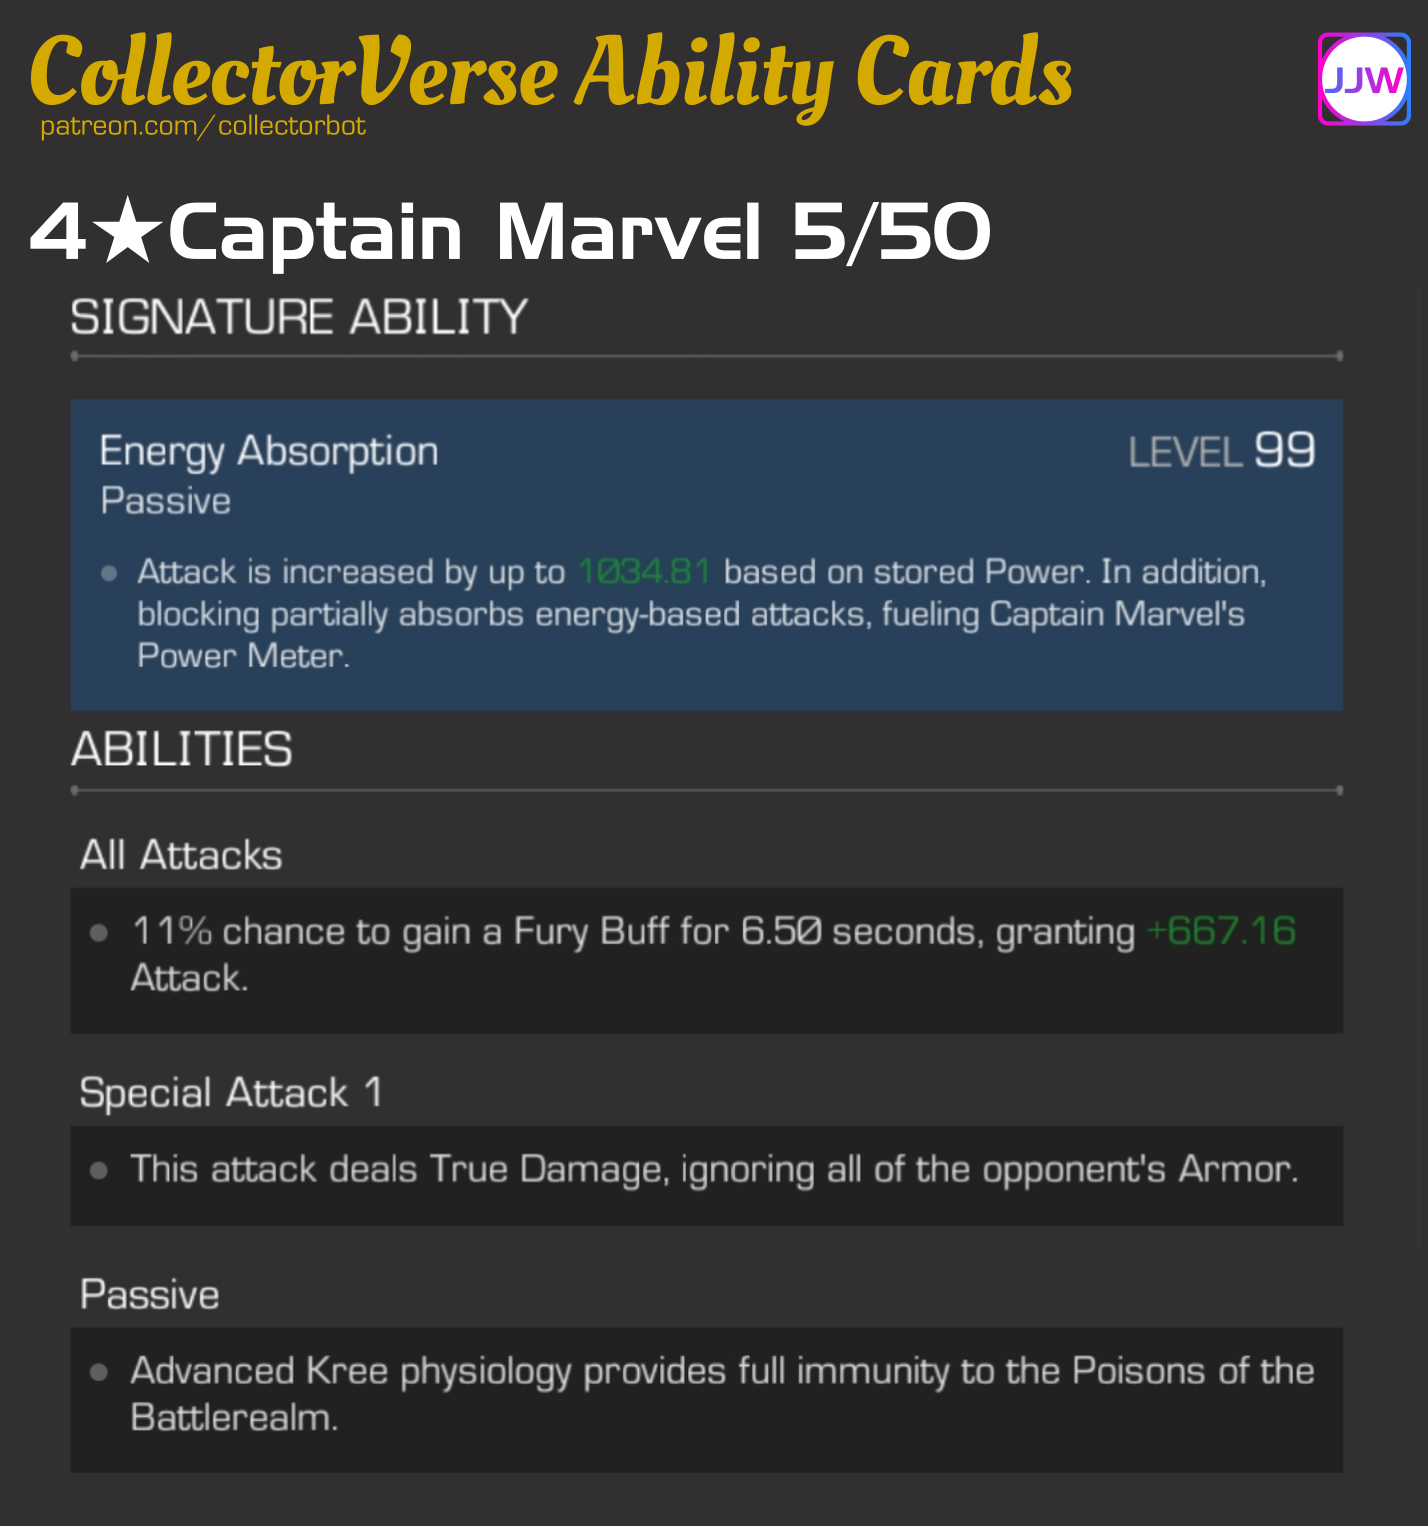 CollectorVerse Ability Cards
JJW
patreon.com/collectorbot
4★Captain Marvel 5/50
SIGNATURE ABILITY
Energy Absorption
LEVEL 99
Passive
Attack is increased by up to 1034.81 based on stored Power. In addition,
blocking partially absorbs energy-based attacks, fueling Captain Marvel's
Power Meter.
ABILITIES
All Attacks
11% chance to gain a Fury Buff for 6.50 seconds, granting +667.16
Attack.
Special Attack 1
This attack deals True Damage, ignoring all of the opponent's Armor.
Passive
Advanced Kree physiology provides full immunity to the Poisons of the
Battlerealm.